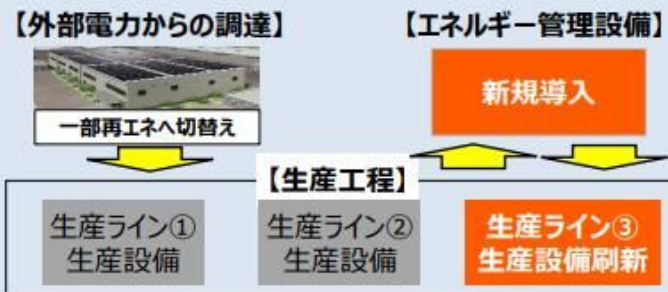 【外部電力からの調達】
【エネルギー管理設備】
一部再エネへ切替え
新規導入
【生産工程】
生産ライン①
生産設備
生産ライン②
生産設備
生産ライン③
生産設備刷新